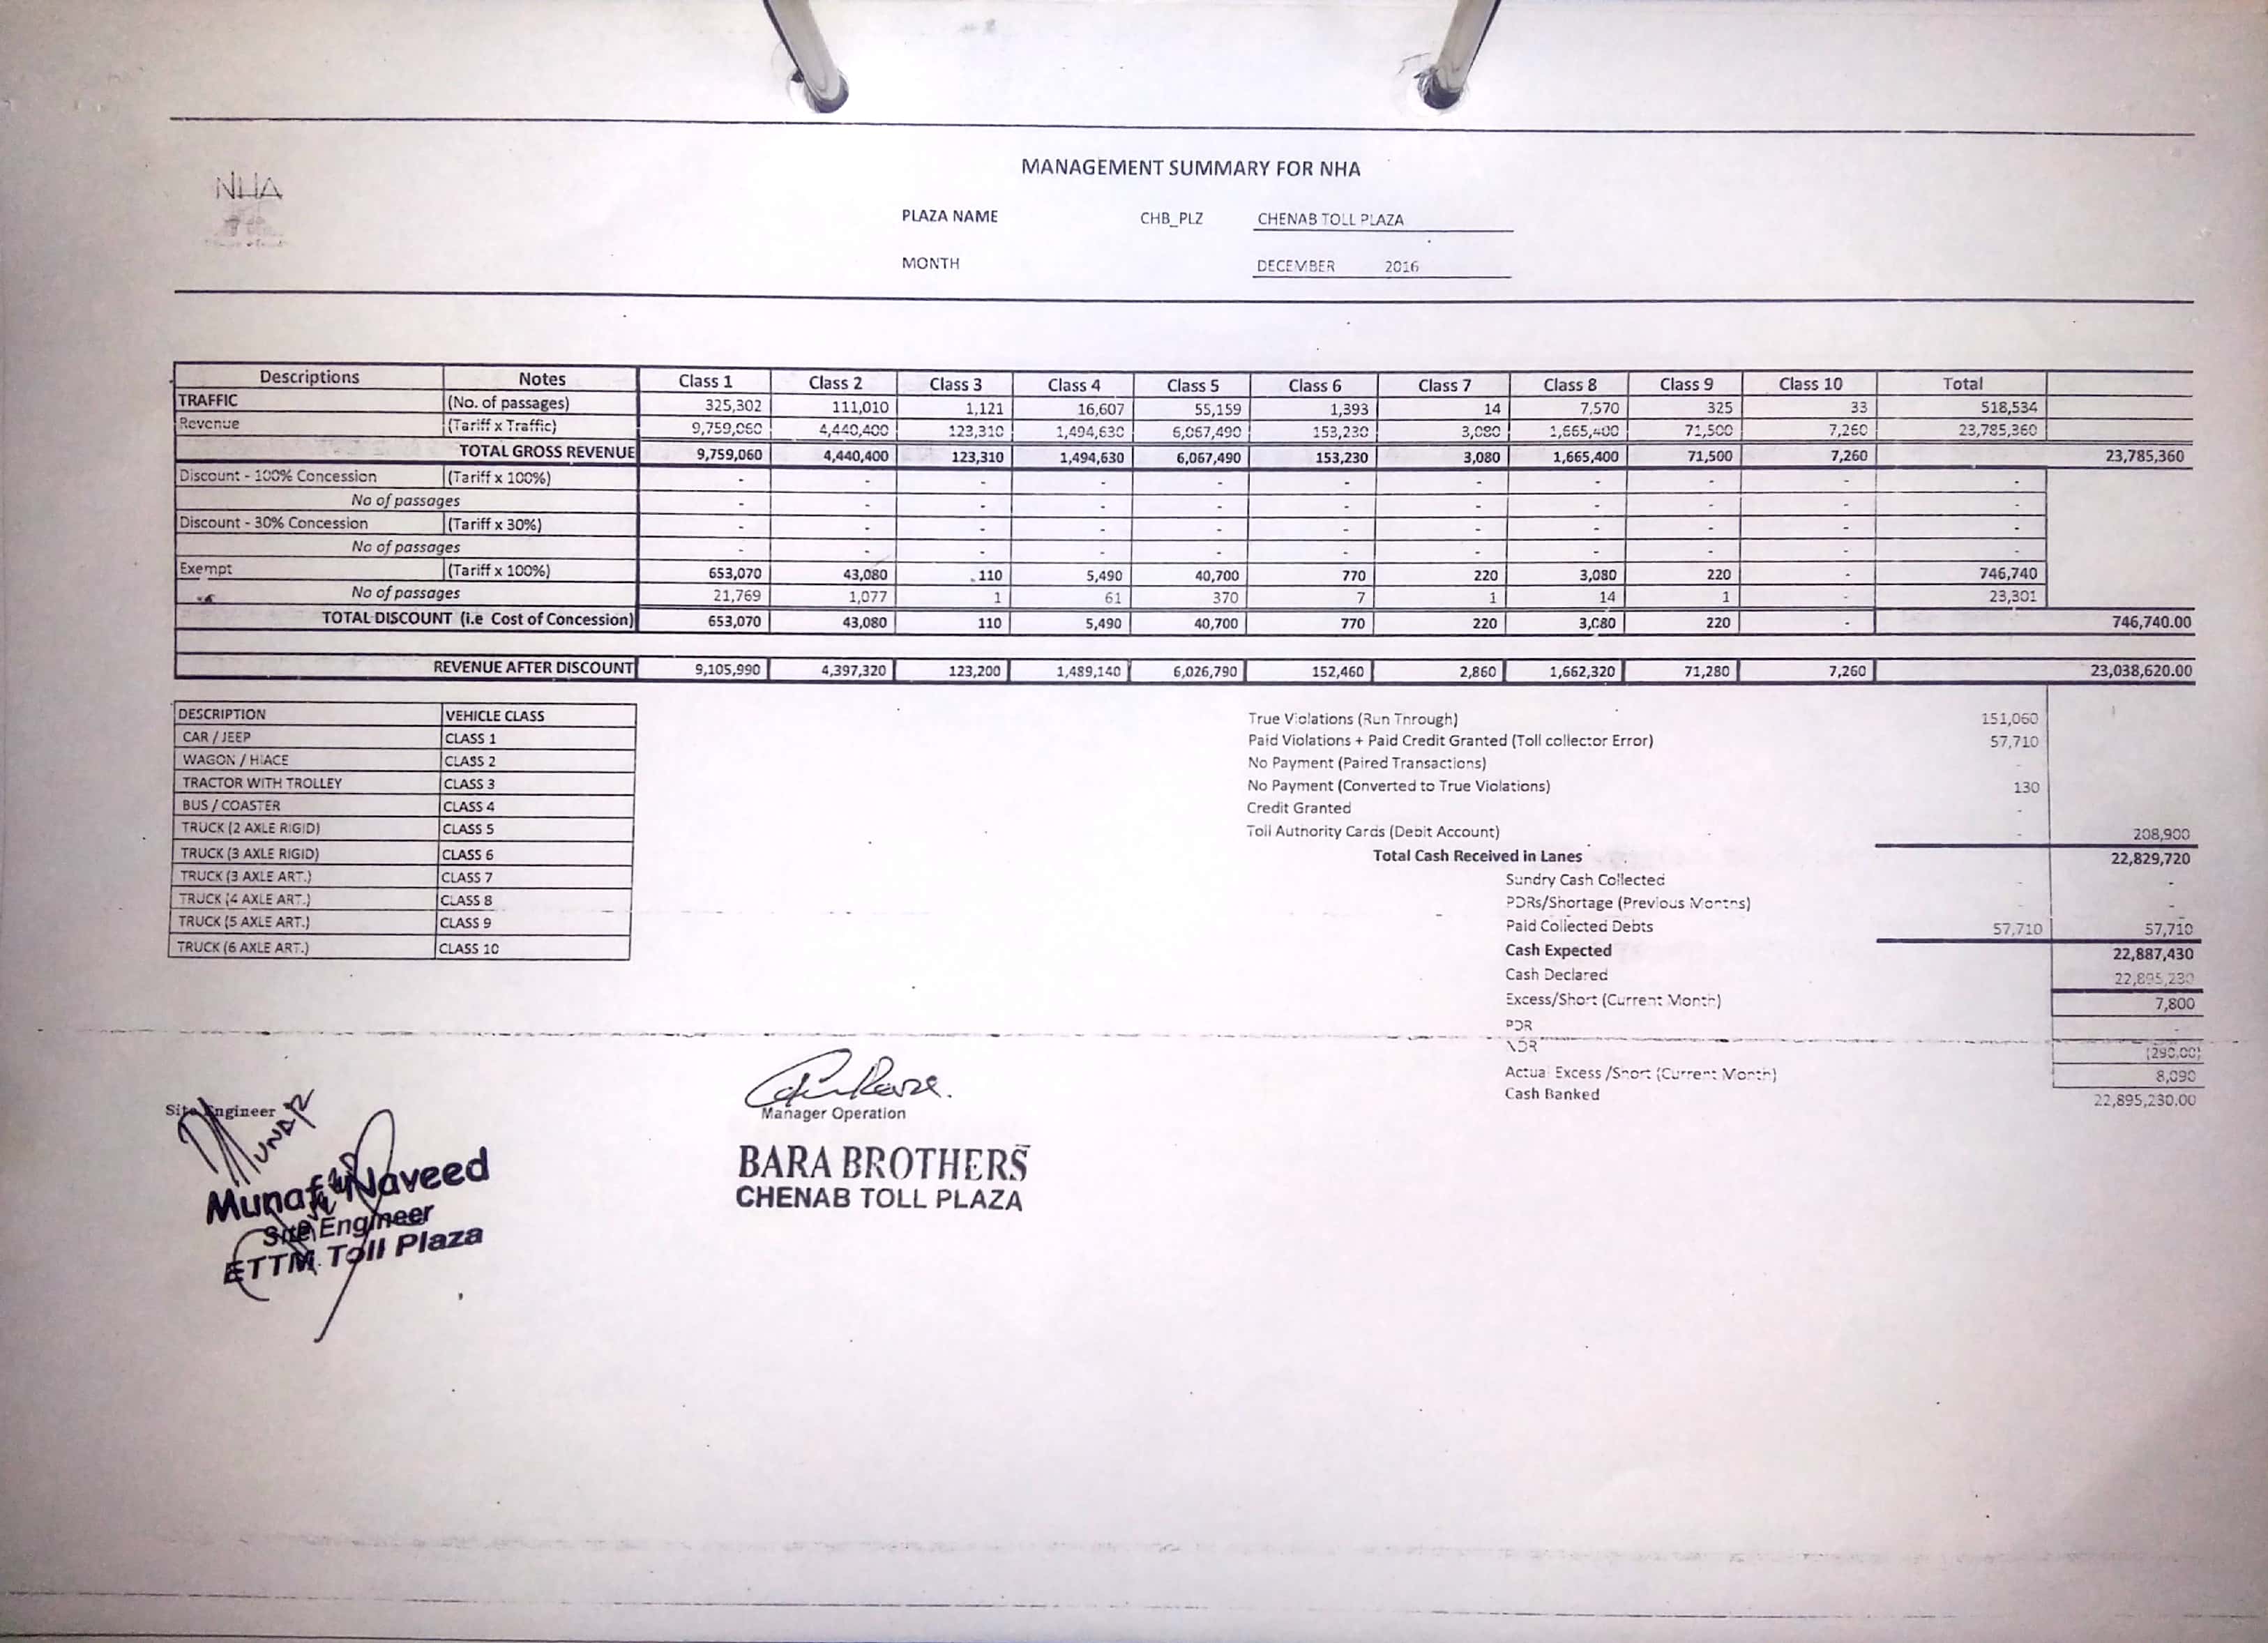 NHA
MANAGEMENT SUMMARY FOR NHA
PLAZA NAME CHB_PLZ CHENAB TOLL PLAZA
MONTH DECEMBER 2016
Descriptions Notes Class 1 Class 2 Class 3 Class 4 Class 5 Class 6 Class 7 Class 8 Class 9 Class 10 Total
TRAFFIC (No. of passages) 325,302 111,010 1,121 16,607 55,159 1,393 14 7,570 325 33 518,534
Revenue (Tariff x Traffic) 9,759,060 4,440,400 123,310 1,494,630 6,067,490 153,230 3,080 1,665,400 71,500 7,260 23,785,360
TOTAL GROSS REVENUE 9,759,060 4,440,400 123,310 1,494,630 6,067,490 153,230 3,080 1,665,400 71,500 7,260 23,785,360
Discount - 100% Concession (Tariff x 100%) - - - - - - - - - - -
No of passages - - - - - - - - - - -
Discount - 30% Concession (Tariff x 30%) - - - - - - - - - - -
No of passages - - - - - - - - - - -
Exempt (Tariff x 100%) 653,070 43,080 110 5,490 40,700 770 220 3,080 220 - 746,740
No of passages 21,769 1,077 1 61 370 7 1 14 1 - 23,301
TOTAL DISCOUNT (i.e Cost of Concession) 653,070 43,080 110 5,490 40,700 770 220 3,080 220 - 746,740.00
REVENUE AFTER DISCOUNT 9,105,990 4,397,320 123,200 1,489,140 6,026,790 152,460 2,860 1,662,320 71,280 7,260 23,038,620.00
DESCRIPTION VEHICLE CLASS
CAR / JEEP CLASS 1
WAGON / HIACE CLASS 2
TRACTOR WITH TROLLEY CLASS 3
BUS / COASTER CLASS 4
TRUCK (2 AXLE RIGID) CLASS 5
TRUCK (3 AXLE RIGID) CLASS 6
TRUCK (3 AXLE ART.) CLASS 7
TRUCK (4 AXLE ART.) CLASS 8
TRUCK (5 AXLE ART.) CLASS 9
TRUCK (6 AXLE ART.) CLASS 10
True Violations (Run Through) 151,060
Paid Violations + Paid Credit Granted (Toll collector Error) 57,710
No Payment (Paired Transactions) -
No Payment (Converted to True Violations) 130
Credit Granted -
Toll Authority Cards (Debit Account) - 208,900
Total Cash Received in Lanes 22,829,720
Sundry Cash Collected - -
PDRs/Shortage (Previous Months) - -
Paid Collected Debts 57,710 57,710
Cash Expected 22,887,430
Cash Declared 22,895,230
Excess/Short (Current Month) 7,800
PDR -
NDR (290.00)
Actual Excess /Short (Current Month) 8,090
Cash Banked 22,895,230.00
Site Engineer
Munafi Naveed
Site Engineer
ETTM Toll Plaza
Manager Operation
BARA BROTHERS
CHENAB TOLL PLAZA